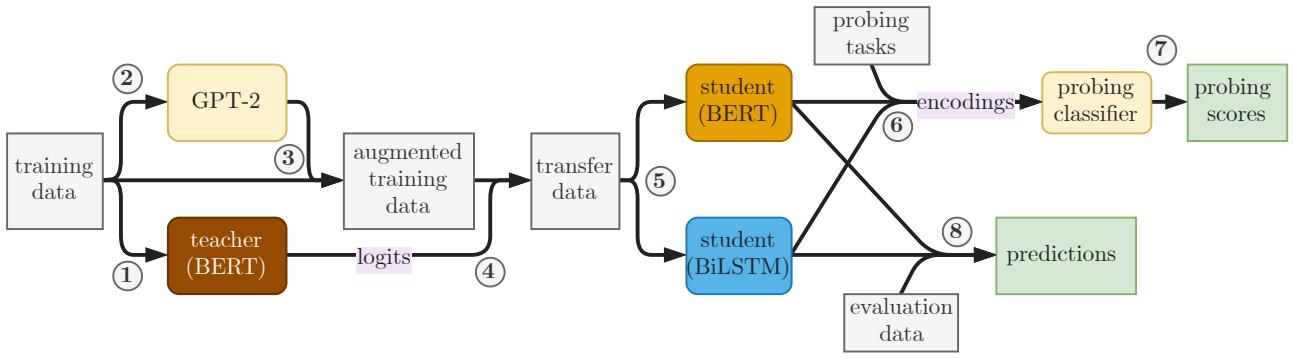 training
data
1
2
GPT-2
3
teacher
(BERT)
logits
4
augmented
training
data
transfer
data
5
student
(BERT)
student
(BiLSTM)
probing
tasks
6
encodings
probing
classifier
7
probing
scores
8
evaluation
data
predictions